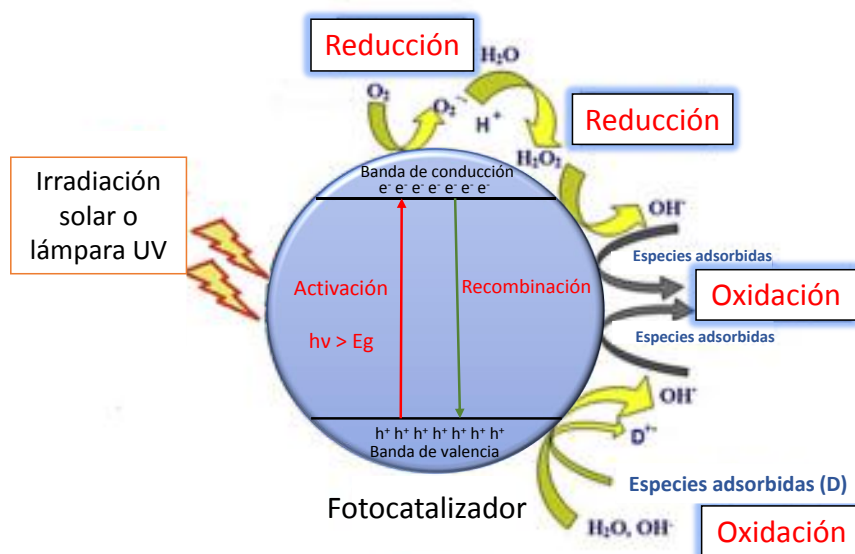 Reducción
H₂O
O₂
O₂⁻·
H⁺
Reducción
H₂O₂
Irradiación
solar o
lámpara UV
Banda de conducción
e⁻ e⁻ e⁻ e⁻ e⁻ e⁻ e⁻
OH·
Especies adsorbidas
Activación
Recombinación
Oxidación
hν > Eg
Especies adsorbidas
OH·
h⁺ h⁺ h⁺ h⁺ h⁺ h⁺ h⁺
Banda de valencia
D⁺·
Especies adsorbidas (D)
Fotocatalizador
H₂O, OH⁻
Oxidación